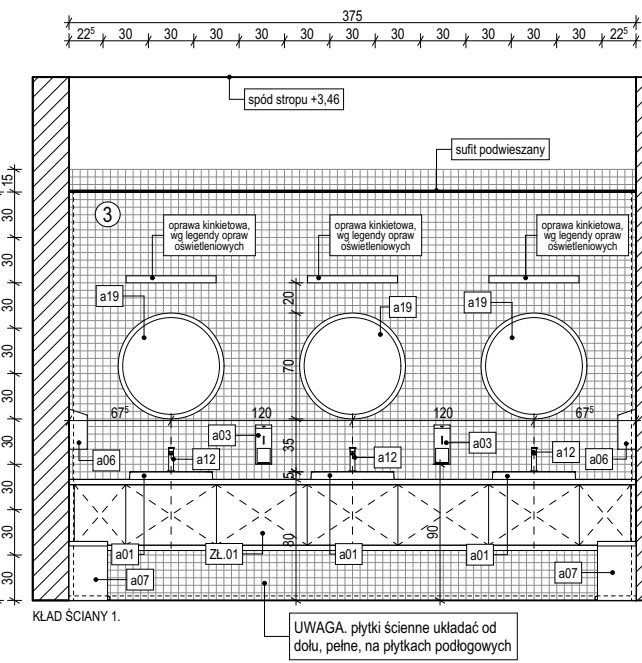 375
22⁵ 30 30 30 30 30 30 30 30 30 30 30 22⁵
spód stropu +3,46
sufit podwieszany
15
30
30
30
30
30
30
30
30
3
oprawa kinkietowa,
wg legendy opraw
oświetleniowych
oprawa kinkietowa,
wg legendy opraw
oświetleniowych
oprawa kinkietowa,
wg legendy opraw
oświetleniowych
a19
20
a19
a19
70
67⁵ 120 120 67⁵
a03
35
a03
a06
a12
a12
a12
a06
5
80
90
a01
ZŁ.01
a01
a01
a07
a07
KŁAD ŚCIANY 1.
UWAGA. płytki ścienne układać od
dołu, pełne, na płytkach podłogowych